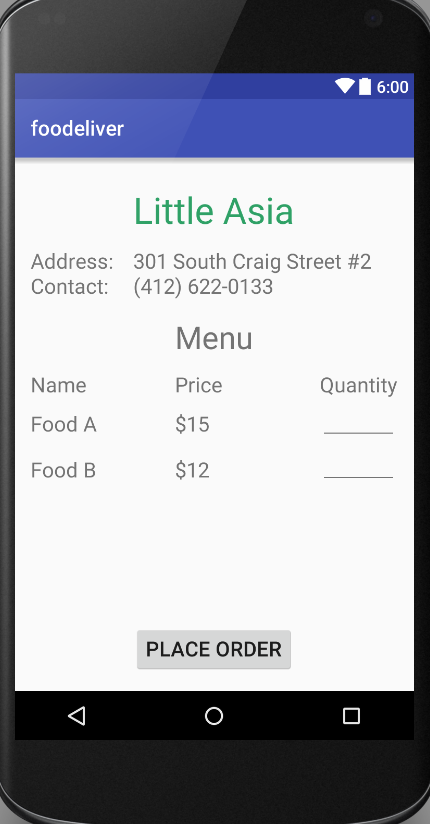 6:00
foodeliver
Little Asia
Address: 301 South Craig Street #2
Contact: (412) 622-0133
Menu
Name Price Quantity
Food A $15
Food B $12
PLACE ORDER